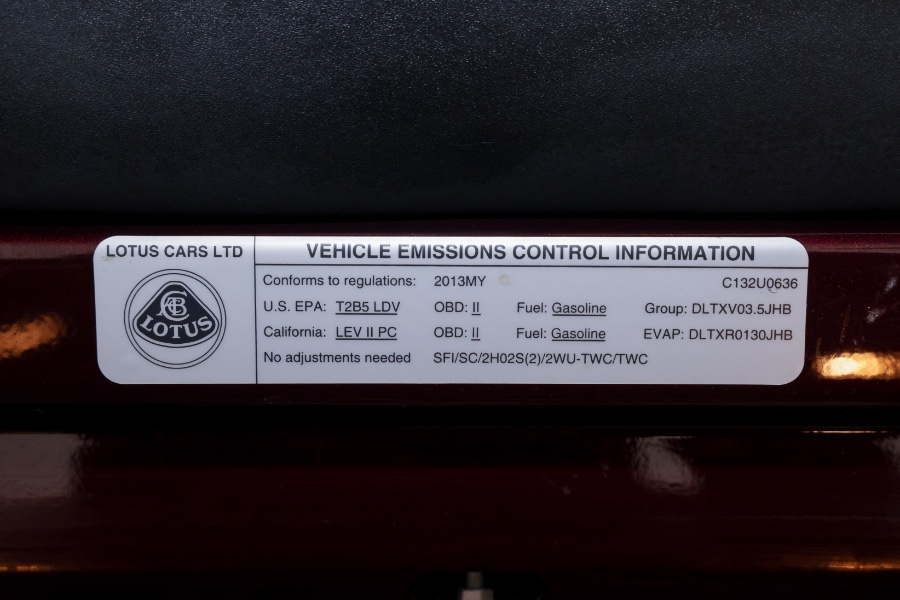 LOTUS CARS LTD
LOTUS
VEHICLE EMISSIONS CONTROL INFORMATION
Conforms to regulations: 2013MY C132U0636
U.S. EPA: T2B5 LDV OBD: II Fuel: Gasoline Group: DLTXV03.5JHB
California: LEV II PC OBD: II Fuel: Gasoline EVAP: DLTXR0130JHB
No adjustments needed SFI/SC/2H02S(2)/2WU-TWC/TWC